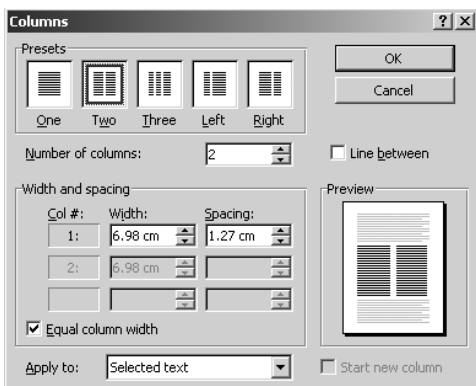 Columns
Presets
One Two Three Left Right
OK
Cancel
Number of columns: 2
Line between
Width and spacing
Col #: Width: Spacing:
1: 6.98 cm 1.27 cm
2: 6.98 cm
Equal column width
Preview
Apply to: Selected text
Start new column